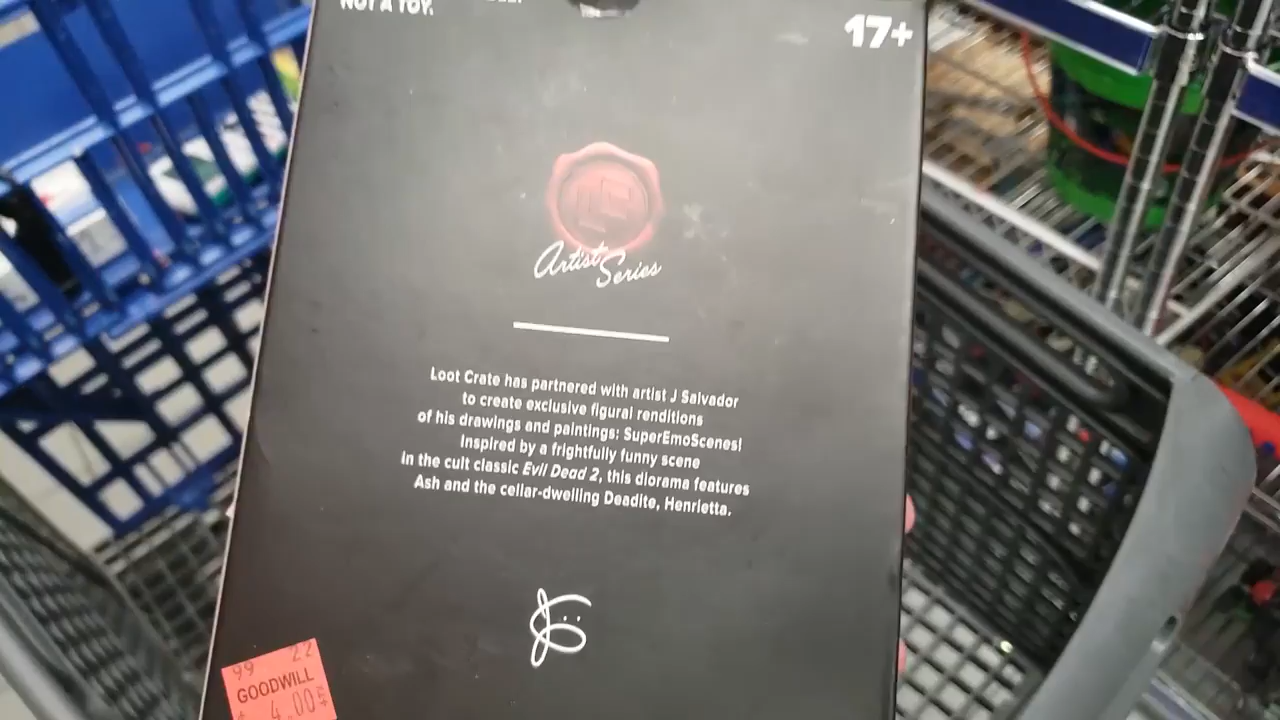 NOT A TOY.
17+
Artist Series
Loot Crate has partnered with artist J Salvador
to create exclusive figural renditions
of his drawings and paintings: SuperEmoScenes!
Inspired by a frightfully funny scene
in the cult classic Evil Dead 2, this diorama features
Ash and the cellar-dwelling Deadite, Henrietta.
99 22
GOODWILL
4.00